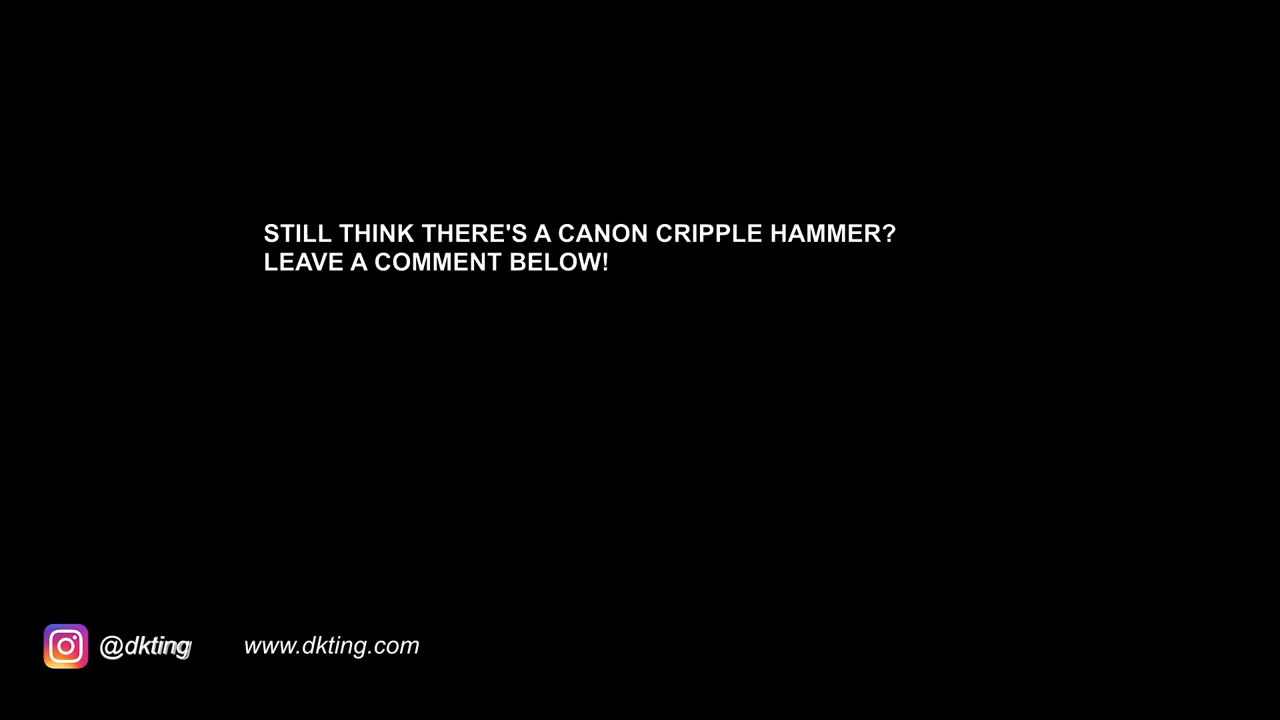 STILL THINK THERE'S A CANON CRIPPLE HAMMER?
LEAVE A COMMENT BELOW!
@dkting www.dkting.com